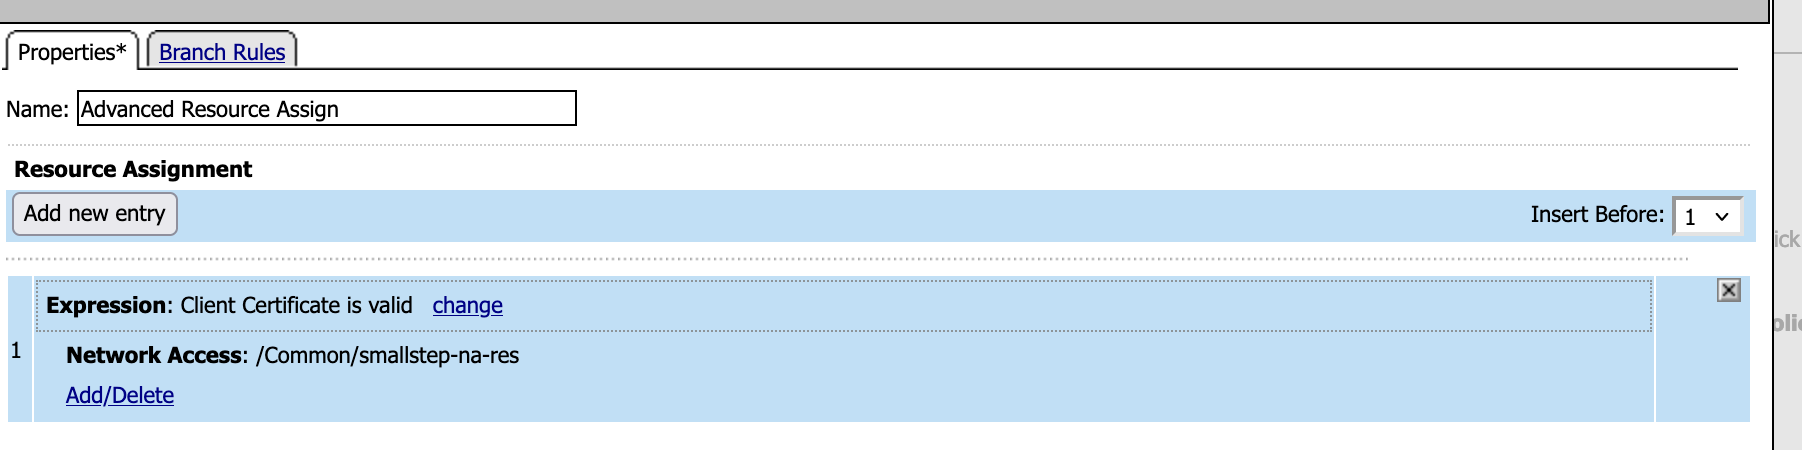 Properties* Branch Rules
Name: Advanced Resource Assign
Resource Assignment
Add new entry Insert Before: 1
ick
Expression: Client Certificate is valid change
olic
1 Network Access: /Common/smallstep-na-res
Add/Delete